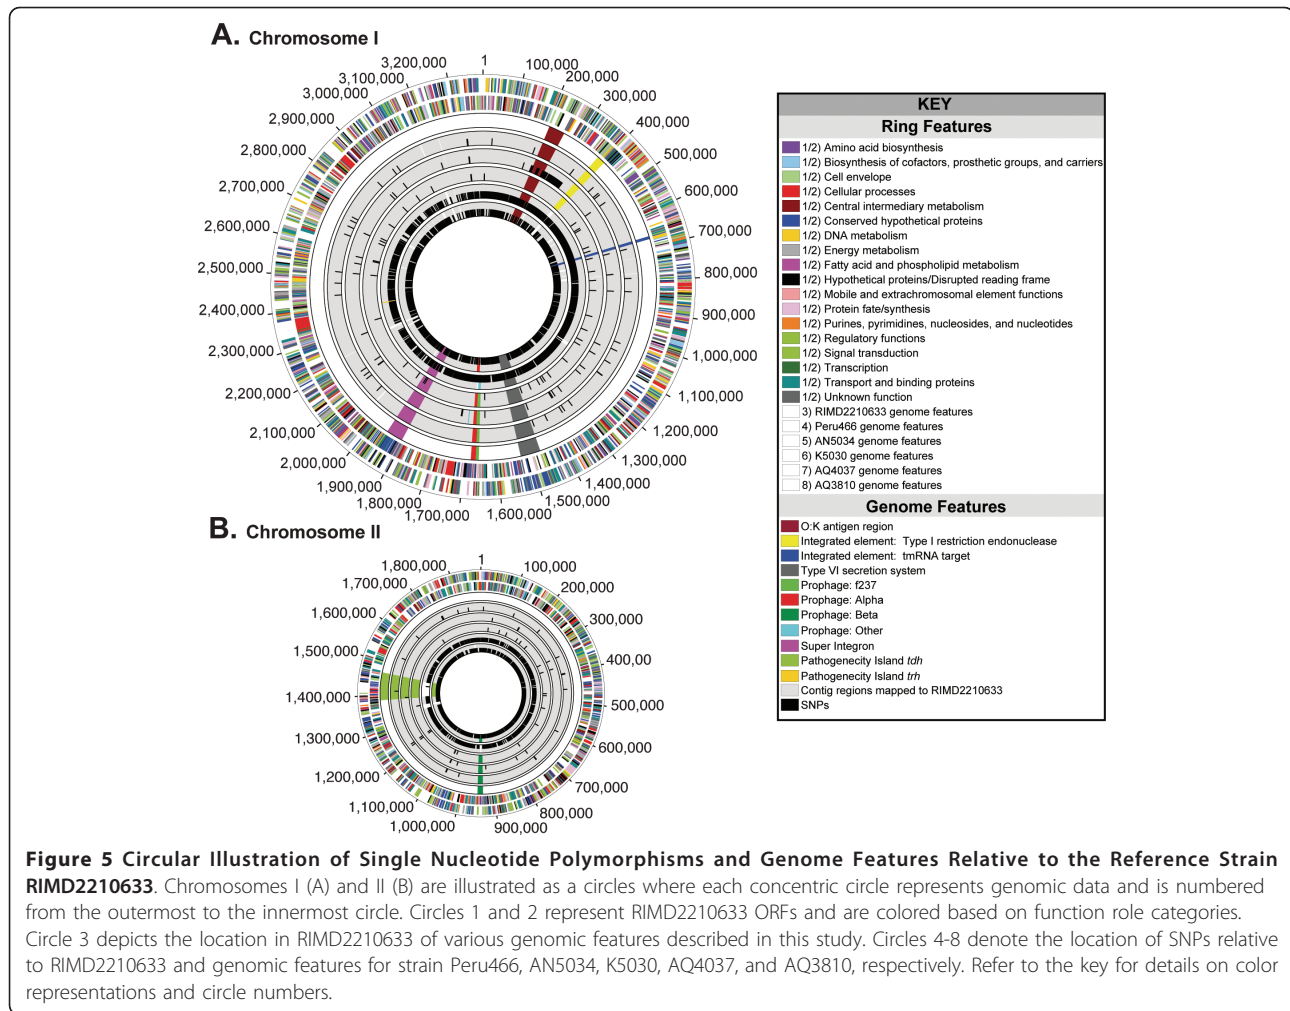 A. Chromosome I
1
100,000
200,000
300,000
400,000
500,000
600,000
700,000
800,000
900,000
1,000,000
1,100,000
1,200,000
1,300,000
1,400,000
1,500,000
1,600,000
1,700,000
1,800,000
1,900,000
2,000,000
2,100,000
2,200,000
2,300,000
2,400,000
2,500,000
2,600,000
2,700,000
2,800,000
2,900,000
3,000,000
3,100,000
3,200,000
B. Chromosome II
1
100,000
200,000
300,000
400,00
500,000
600,000
700,000
800,000
900,000
1,000,000
1,100,000
1,200,000
1,300,000
1,400,000
1,500,000
1,600,000
1,700,000
1,800,000
KEY
Ring Features
1/2) Amino acid biosynthesis
1/2) Biosynthesis of cofactors, prosthetic groups, and carriers
1/2) Cell envelope
1/2) Cellular processes
1/2) Central intermediary metabolism
1/2) Conserved hypothetical proteins
1/2) DNA metabolism
1/2) Energy metabolism
1/2) Fatty acid and phospholipid metabolism
1/2) Hypothetical proteins/Disrupted reading frame
1/2) Mobile and extrachromosomal element functions
1/2) Protein fate/synthesis
1/2) Purines, pyrimidines, nucleosides, and nucleotides
1/2) Regulatory functions
1/2) Signal transduction
1/2) Transcription
1/2) Transport and binding proteins
1/2) Unknown function
3) RIMD2210633 genome features
4) Peru466 genome features
5) AN5034 genome features
6) K5030 genome features
7) AQ4037 genome features
8) AQ3810 genome features
Genome Features
O:K antigen region
Integrated element: Type I restriction endonuclease
Integrated element: tmRNA target
Type VI secretion system
Prophage: f237
Prophage: Alpha
Prophage: Beta
Prophage: Other
Super Integron
Pathogenecity Island tdh
Pathogenecity Island trh
Contig regions mapped to RIMD2210633
SNPs
Figure 5 Circular Illustration of Single Nucleotide Polymorphisms and Genome Features Relative to the Reference Strain
RIMD2210633. Chromosomes I (A) and II (B) are illustrated as a circles where each concentric circle represents genomic data and is numbered
from the outermost to the innermost circle. Circles 1 and 2 represent RIMD2210633 ORFs and are colored based on function role categories.
Circle 3 depicts the location in RIMD2210633 of various genomic features described in this study. Circles 4-8 denote the location of SNPs relative
to RIMD2210633 and genomic features for strain Peru466, AN5034, K5030, AQ4037, and AQ3810, respectively. Refer to the key for details on color
representations and circle numbers.